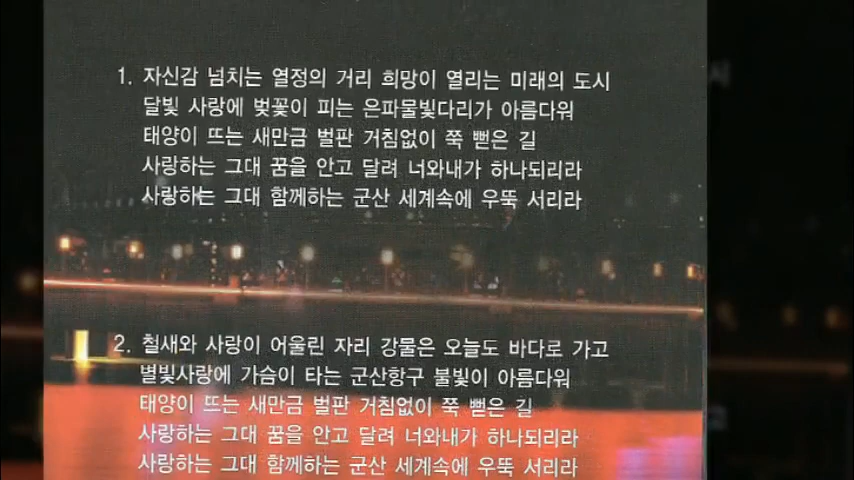 1. 자신감 넘치는 열정의 거리 희망이 열리는 미래의 도시
달빛 사랑에 벚꽃이 피는 은파물빛다리가 아름다워
태양이 뜨는 새만금 벌판 거침없이 쭉 뻗은 길
사랑하는 그대 꿈을 안고 달려 너와내가 하나되리라
사랑하는 그대 함께하는 군산 세계속에 우뚝 서리라
2. 철새와 사랑이 어울린 자리 강물은 오늘도 바다로 가고
별빛사랑에 가슴이 타는 군산항구 불빛이 아름다워
태양이 뜨는 새만금 벌판 거침없이 쭉 뻗은 길
사랑하는 그대 꿈을 안고 달려 너와내가 하나되리라
사랑하는 그대 함께하는 군산 세계속에 우뚝 서리라